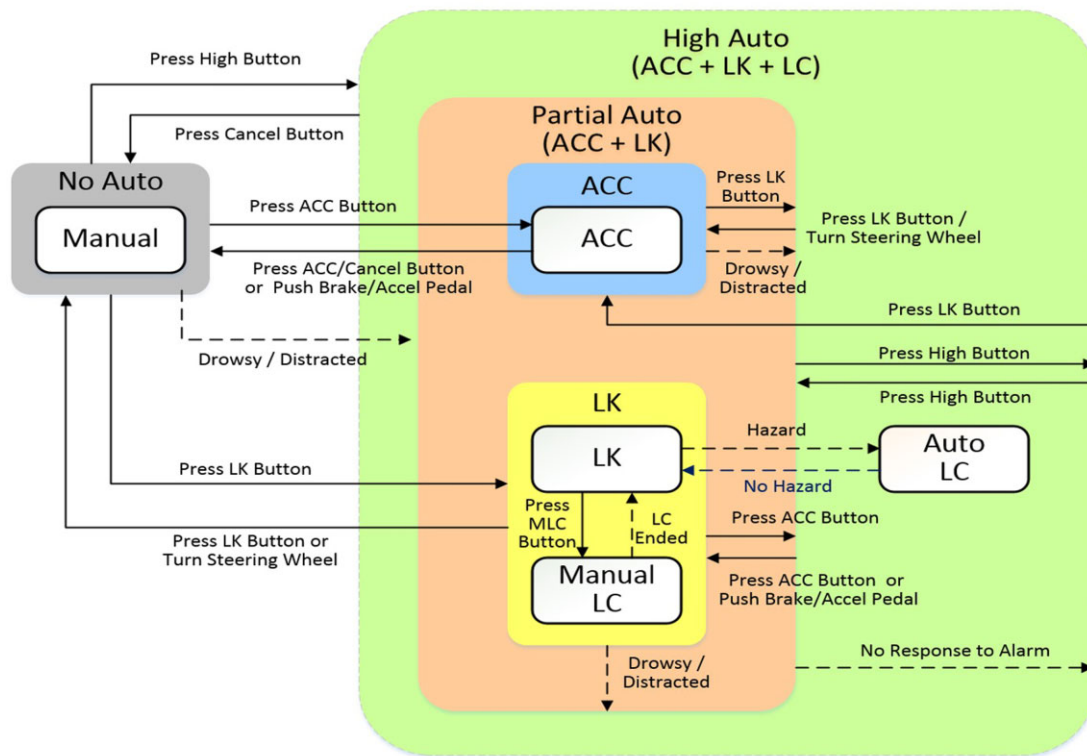 High Auto
(ACC + LK + LC)
Press High Button
Press Cancel Button
Partial Auto
(ACC + LK)
No Auto
Manual
Press ACC Button
Press ACC/Cancel Button
or Push Brake/Accel Pedal
ACC
ACC
Press LK
Button
Press LK Button /
Turn Steering Wheel
Drowsy /
Distracted
Drowsy / Distracted
Press LK Button
Press High Button
Press High Button
LK
LK
Hazard
No Hazard
Auto
LC
Press LK Button
Press
MLC
Button
LC
Ended
Press ACC Button
Press LK Button or
Turn Steering Wheel
Manual
LC
Press ACC Button or
Push Brake/Accel Pedal
Drowsy /
Distracted
No Response to Alarm